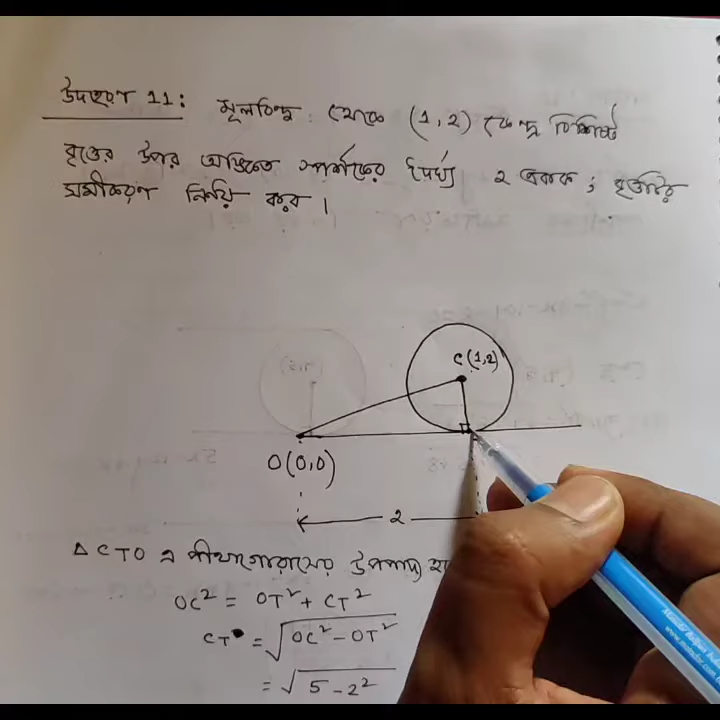 উদাহরণ 11: মূলবিন্দু থেকে (1,2) কেন্দ্র বিশিষ্ট
বৃত্তের উপর অঙ্কিত স্পর্শকের দৈর্ঘ্য 2 একক; বৃত্তটির
সমীকরণ নির্ণয় কর।
C(1,2)
O(0,0)
2
Δ CTO এ পীথাগোরাসের উপপাদ্য
OC² = OT² + CT²
CT = √OC² - OT²
= √5 - 2²